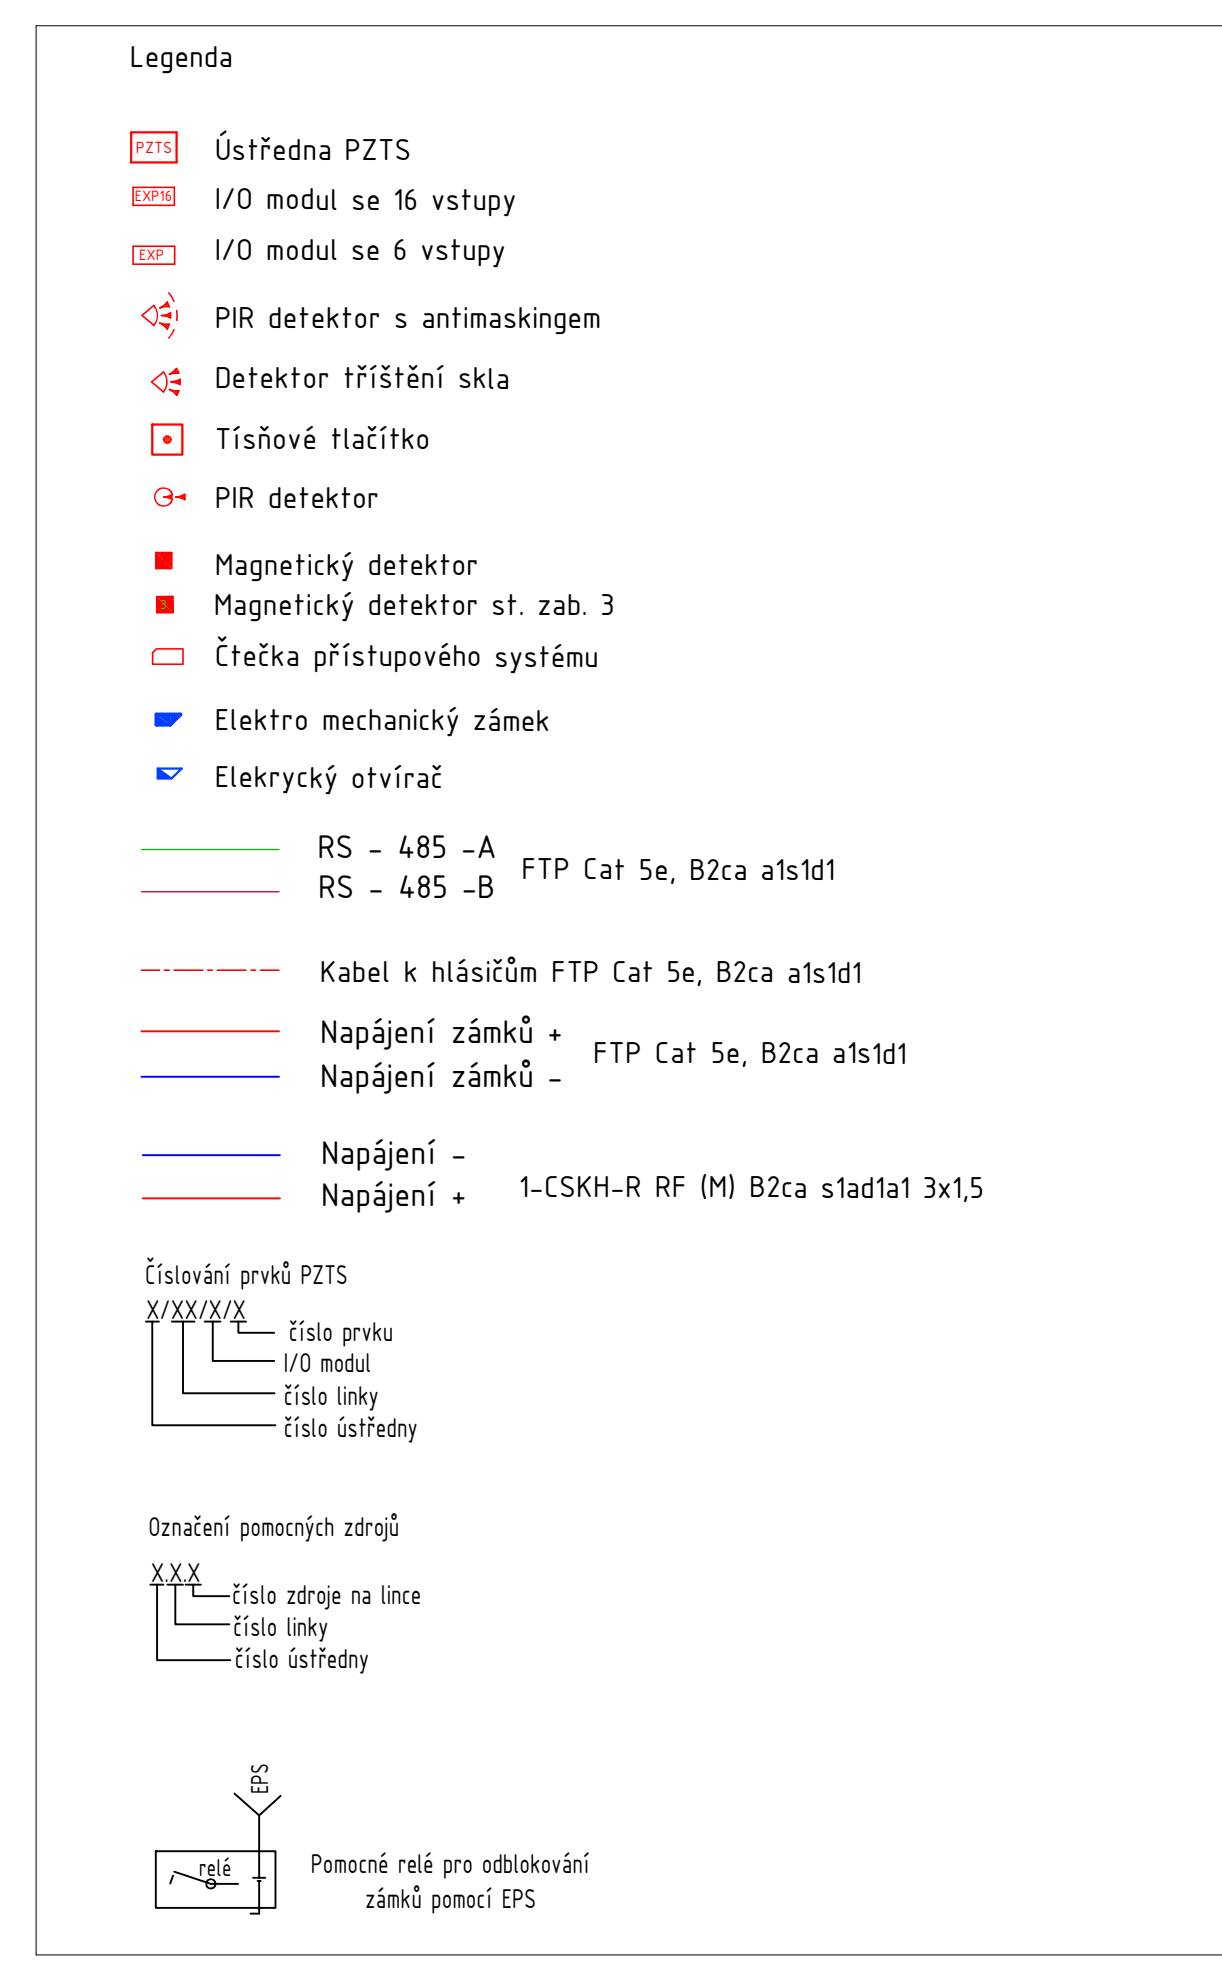 Legenda
PZTS Ústředna PZTS
EXP16 I/O modul se 16 vstupy
EXP I/O modul se 6 vstupy
PIR detektor s antimaskingem
Detektor tříštění skla
Tísňové tlačítko
PIR detektor
Magnetický detektor
3 Magnetický detektor st. zab. 3
Čtečka přístupového systému
Elektro mechanický zámek
Elekrycký otvírač
RS - 485 -A
FTP Cat 5e, B2ca a1s1d1
RS - 485 -B
Kabel k hlásičům FTP Cat 5e, B2ca a1s1d1
Napájení zámků +
FTP Cat 5e, B2ca a1s1d1
Napájení zámků -
Napájení -
1-CSKH-R RF (M) B2ca s1ad1a1 3x1,5
Napájení +
Číslování prvků PZTS
X/XX/X/X
číslo prvku
I/O modul
číslo linky
číslo ústředny
Označení pomocných zdrojů
X.X.X
číslo zdroje na lince
číslo linky
číslo ústředny
EPS
relé
Pomocné relé pro odblokování
zámků pomocí EPS